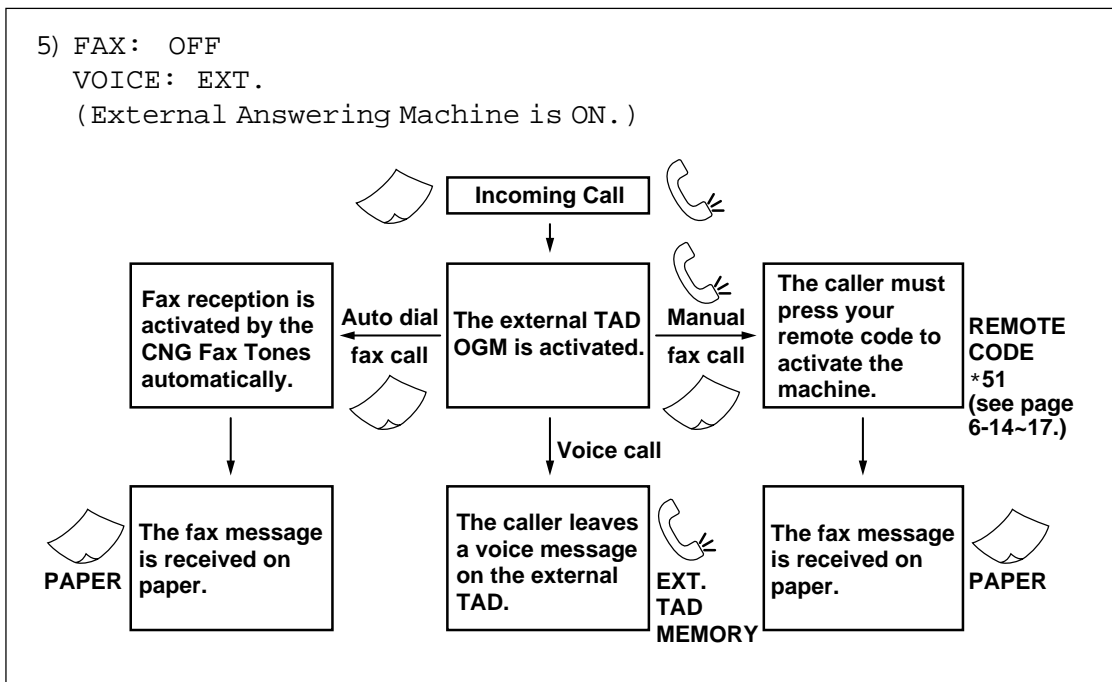 5) FAX: OFF
VOICE: EXT.
(External Answering Machine is ON.)
Incoming Call
Fax reception is
activated by the
CNG Fax Tones
automatically.
Auto dial
fax call
The external TAD
OGM is activated.
Manual
fax call
The caller must
press your
remote code to
activate the
machine.
REMOTE
CODE
*51
(see page
6-14~17.)
Voice call
PAPER
The fax message
is received on
paper.
The caller leaves
a voice message
on the external
TAD.
EXT.
TAD
MEMORY
The fax message
is received on
paper.
PAPER